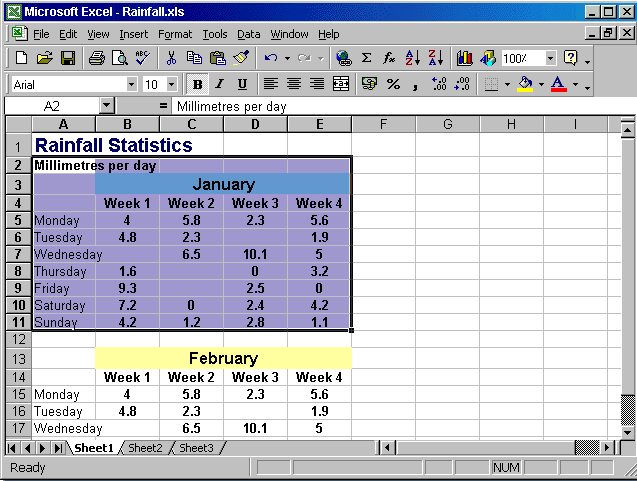 Microsoft Excel - Rainfall.xls
File Edit View Insert Format Tools Data Window Help
100%
Arial 10 B I U
A2 = Millimetres per day
A B C D E F G H I
1 Rainfall Statistics
2 Millimetres per day
3 January
4 Week 1 Week 2 Week 3 Week 4
5 Monday 4 5.8 2.3 5.6
6 Tuesday 4.8 2.3 1.9
7 Wednesday 6.5 10.1 5
8 Thursday 1.6 0 3.2
9 Friday 9.3 2.5 0
10 Saturday 7.2 0 2.4 4.2
11 Sunday 4.2 1.2 2.8 1.1
12
13 February
14 Week 1 Week 2 Week 3 Week 4
15 Monday 4 5.8 2.3 5.6
16 Tuesday 4.8 2.3 1.9
17 Wednesday 6.5 10.1 5
Sheet1 Sheet2 Sheet3
Ready NUM